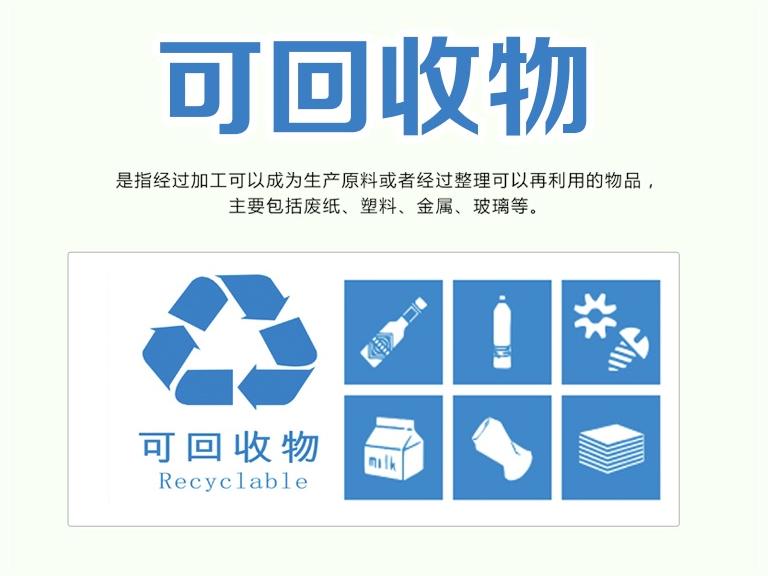 可回收物
是指经过加工可以成为生产原料或者经过整理可以再利用的物品，
主要包括废纸、塑料、金属、玻璃等。
milk
可回收物
Recyclable